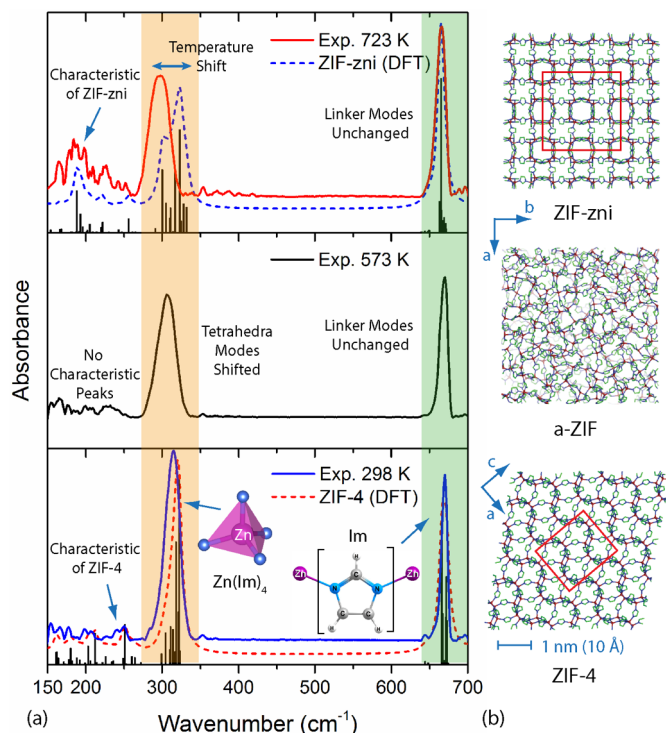 Exp. 723 K
ZIF-zni (DFT)
Temperature
Shift
Characteristic
of ZIF-zni
Linker Modes
Unchanged
Exp. 573 K
No
Characteristic
Peaks
Tetrahedra
Modes
Shifted
Linker Modes
Unchanged
Exp. 298 K
ZIF-4 (DFT)
Characteristic
of ZIF-4
Zn
Zn(Im)4
Im
H
Zn
Zn
N
N
C
C
C
H
H
Absorbance
150 200 300 400 500 600 700
Wavenumber (cm-1)
(a)
(b)
ZIF-zni
b
a
a-ZIF
c
a
1 nm (10 Å)
ZIF-4